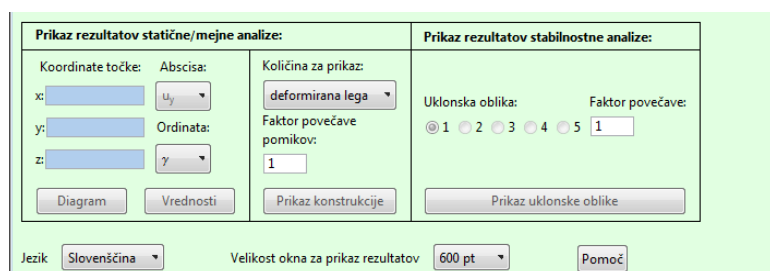 Prikaz rezultatov statične/mejne analize:
Prikaz rezultatov stabilnostne analize:
Koordinate točke:
Abscisa:
x:
uy
y:
Ordinata:
z:
γ
Diagram
Vrednosti
Količina za prikaz:
deformirana lega
Faktor povečave
pomikov:
1
Prikaz konstrukcije
Uklonska oblika:
Faktor povečave:
1 2 3 4 5
1
Prikaz uklonske oblike
Jezik
Slovenščina
Velikost okna za prikaz rezultatov
600 pt
Pomoč